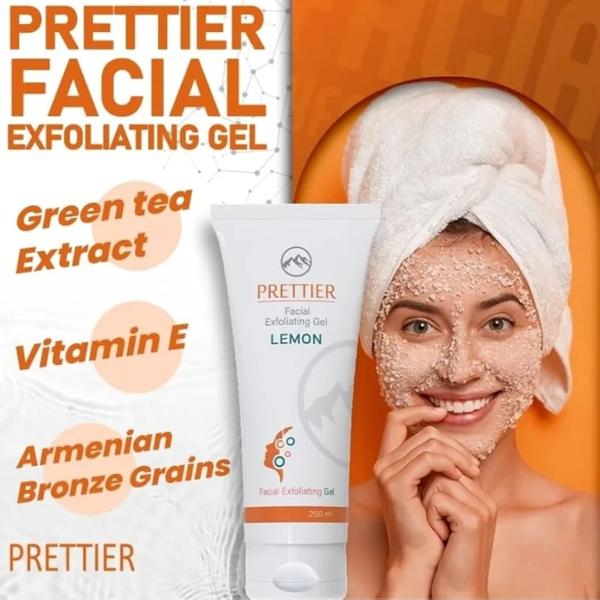 PRETTIER
FACIAL
EXFOLIATING GEL
Green tea
Extract
Vitamin E
Armenian
Bronze Grains
PRETTIER
PRETTIER
Facial
Exfoliating Gel
LEMON
Facial Exfoliating Gel
250 ml